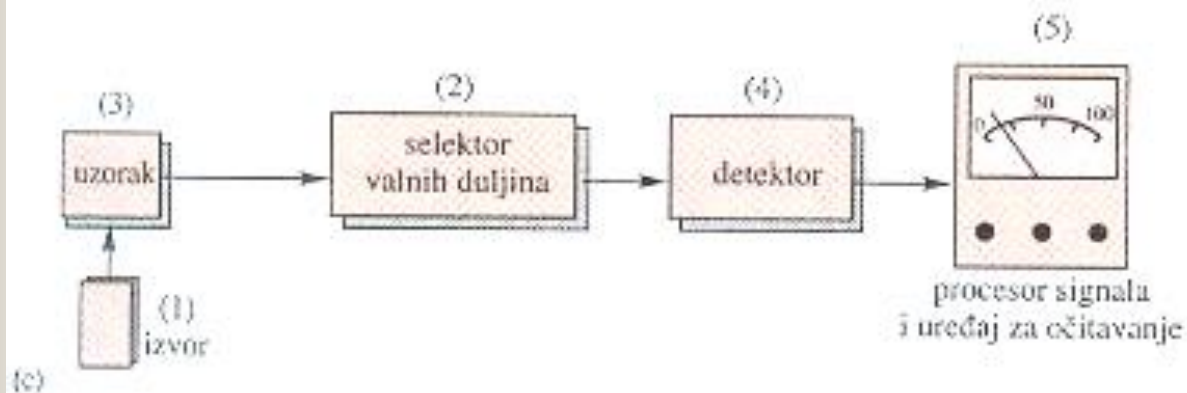 (5)
(3)
(2)
(4)
0 50 100
uzorak
selektor
valnih duljina
detektor
(1)
izvor
procesor signala
i uređaj za očitavanje
(c)